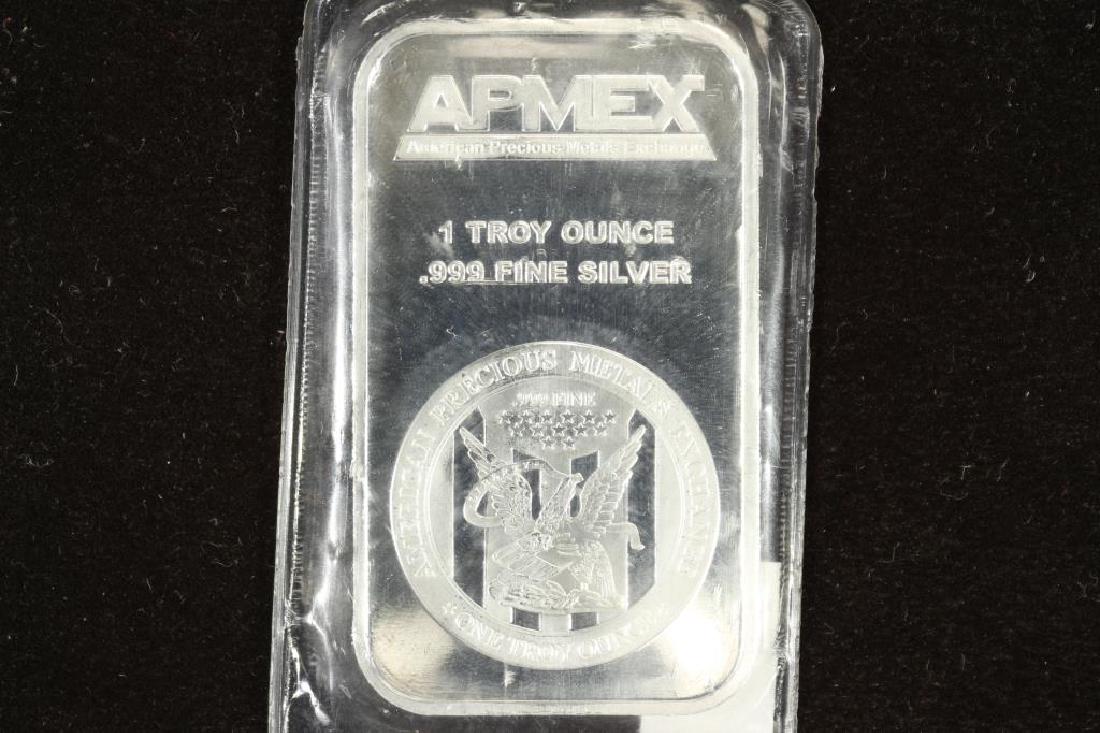 APMEX
American Precious Metals Exchange
1 TROY OUNCE
.999 FINE SILVER
AMERICAN PRECIOUS METALS EXCHANGE
.999 FINE
ONE TROY OUNCE